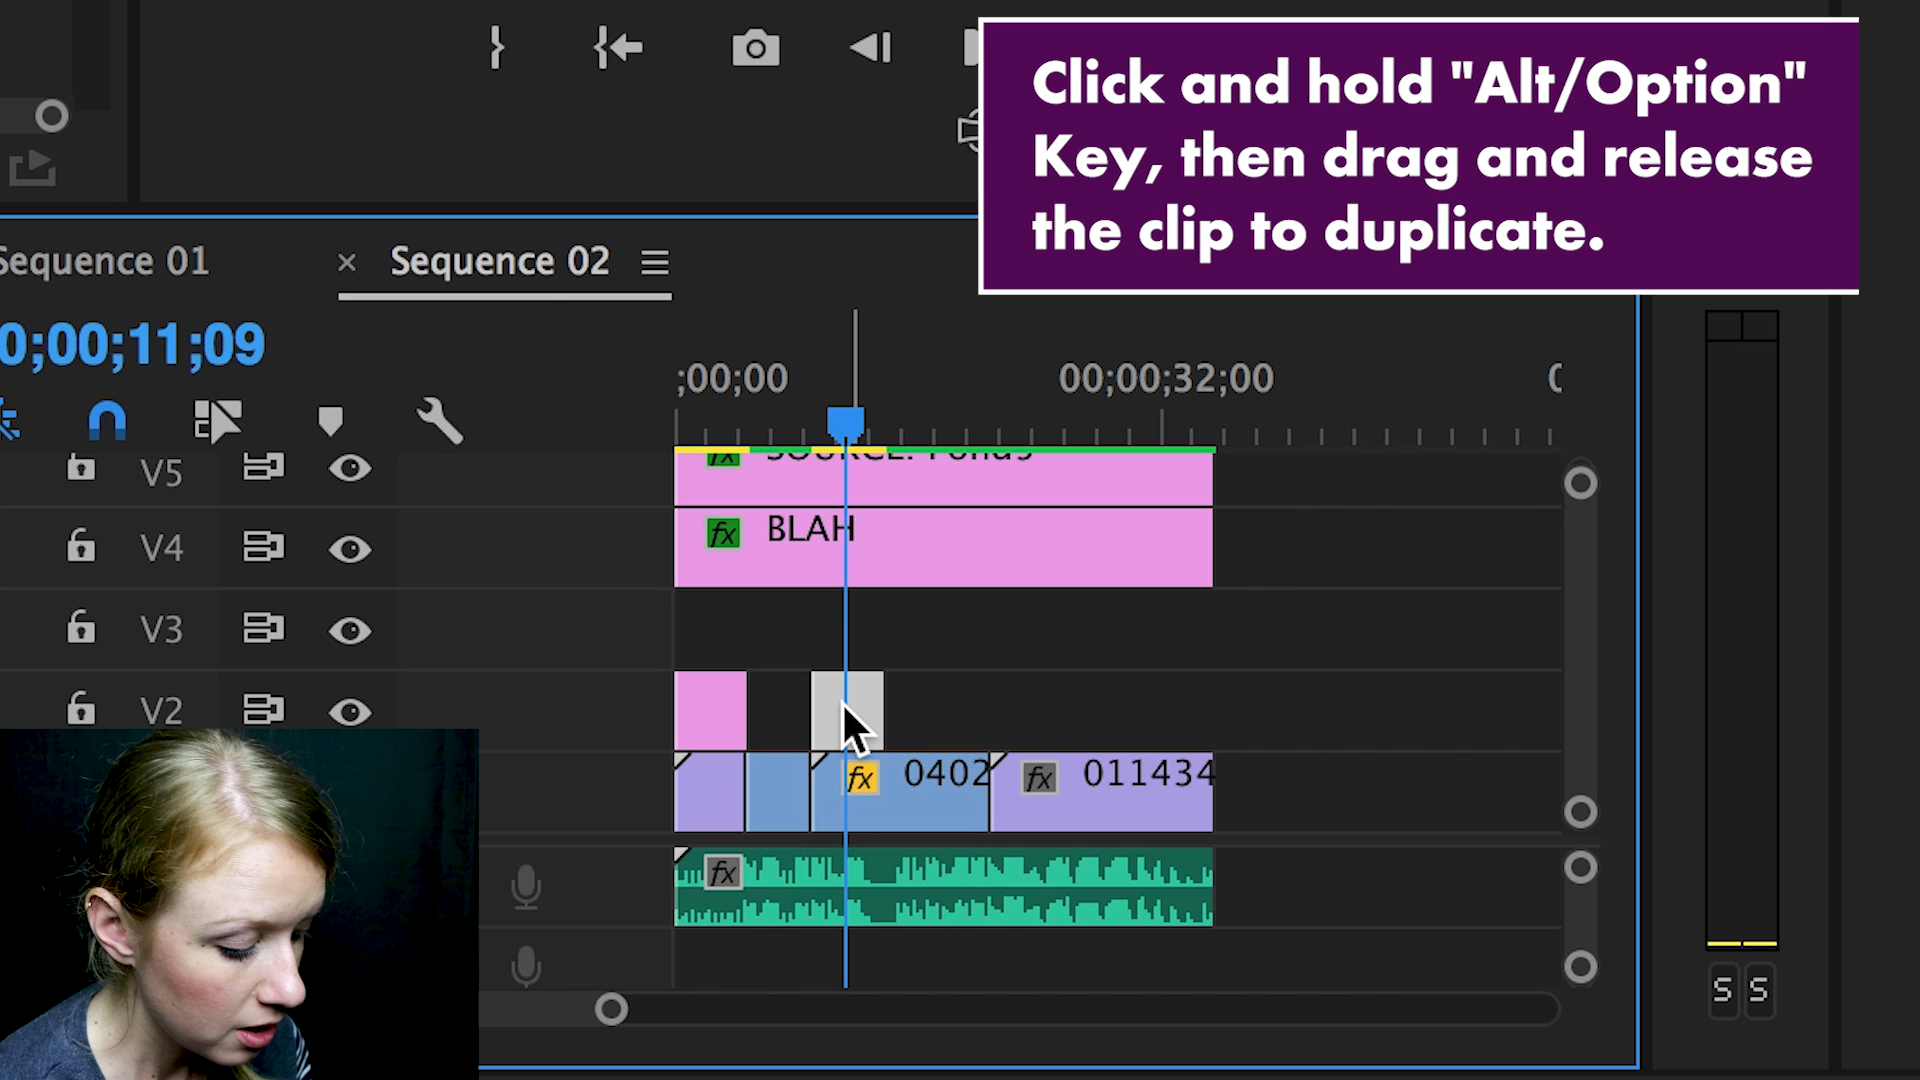 Click and hold "Alt/Option"
Key, then drag and release
the clip to duplicate.
Sequence 01
× Sequence 02
0;00;11;09
;00;00
00;00;32;00
V5
fx SOURCE: Pond5
V4
fx BLAH
V3
V2
fx 0402
fx 011434
fx
S S